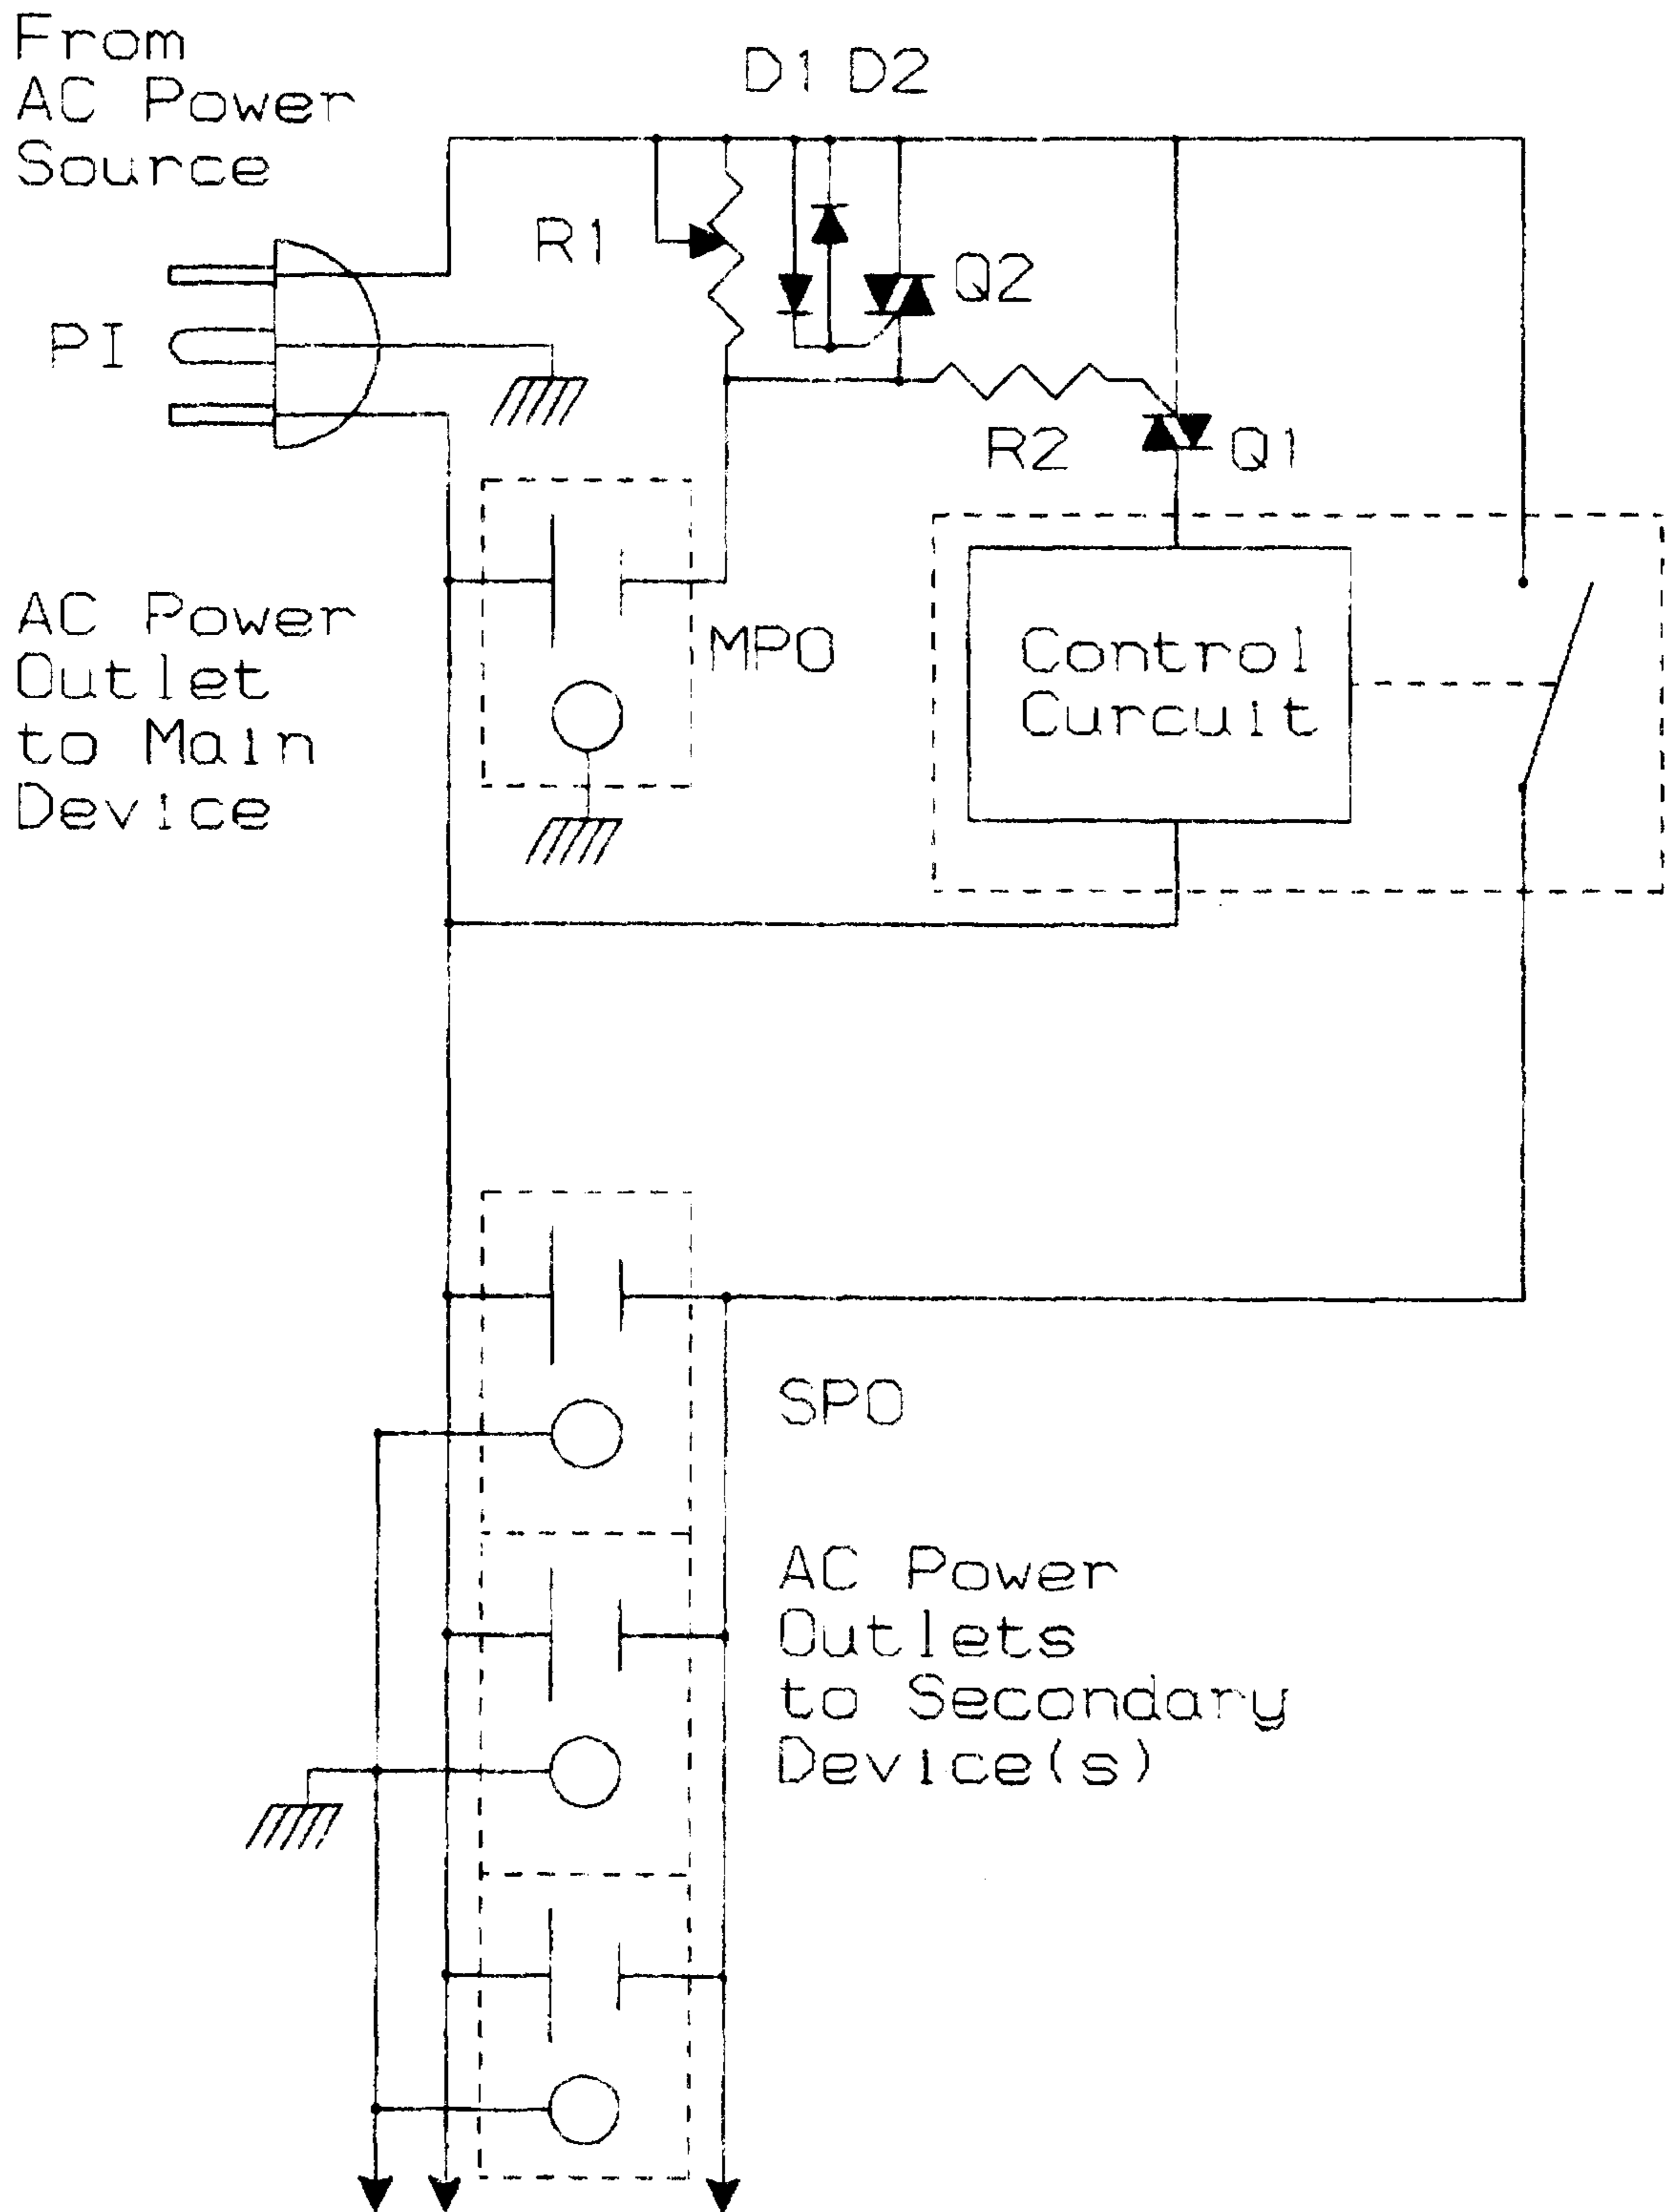 From
AC Power
Source
D1 D2
R1
Q2
PI
R2
Q1
AC Power
Outlet
to Main
Device
MPO
Control
Curcuit
SPO
AC Power
Outlets
to Secondary
Device(s)